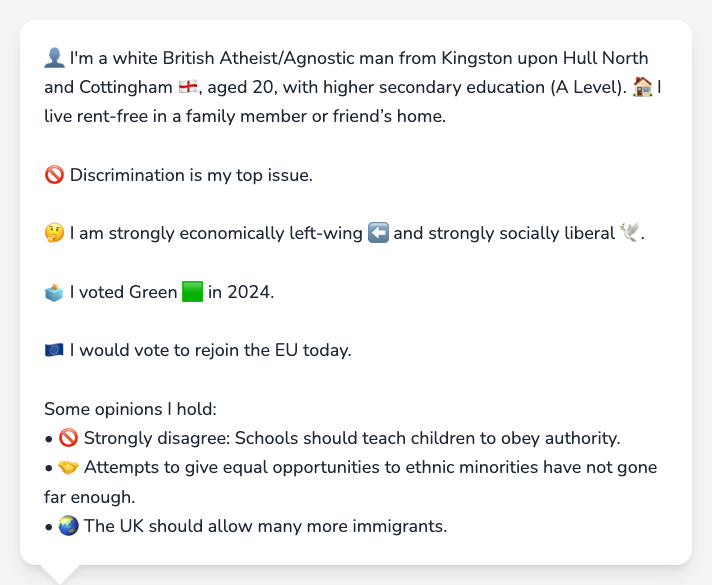 👤 I'm a white British Atheist/Agnostic man from Kingston upon Hull North
and Cottingham 🏴󠁧󠁢󠁥󠁮󠁧󠁿, aged 20, with higher secondary education (A Level). 🏠 I
live rent-free in a family member or friend’s home.
🚫 Discrimination is my top issue.
🤔 I am strongly economically left-wing ⬅️ and strongly socially liberal 🕊️.
🗳️ I voted Green 🟩 in 2024.
🇪🇺 I would vote to rejoin the EU today.
Some opinions I hold:
• 🚫 Strongly disagree: Schools should teach children to obey authority.
• 🤝 Attempts to give equal opportunities to ethnic minorities have not gone
far enough.
• 🌏 The UK should allow many more immigrants.